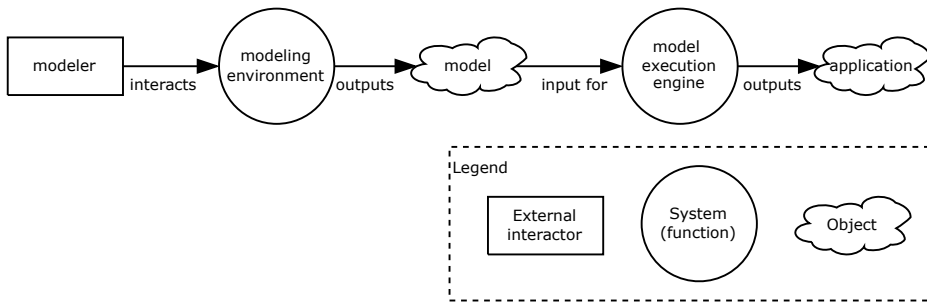 modeler
interacts
modeling
environment
outputs
model
input for
model
execution
engine
outputs
application
Legend
External
interactor
System
(function)
Object